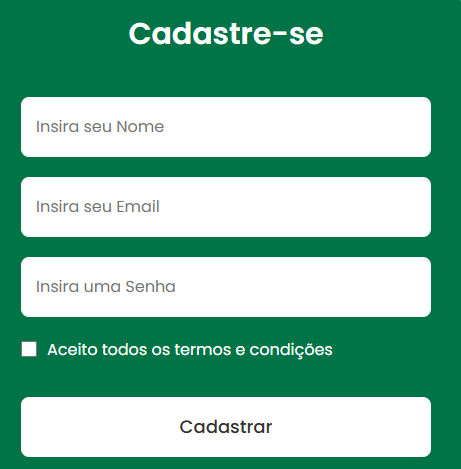 Cadastre-se
Insira seu Nome
Insira seu Email
Insira uma Senha
Aceito todos os termos e condições
Cadastrar